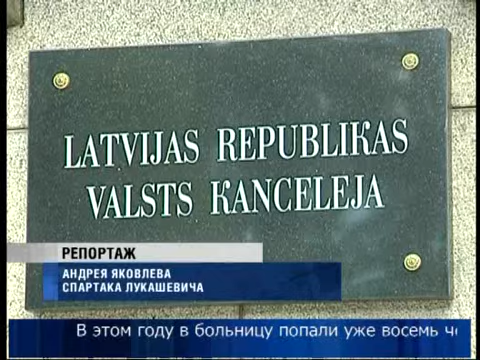 LATVIJAS REPUBLIKAS
VALSTS KANCELEJA
РЕПОРТАЖ
АНДРЕЯ ЯКОВЛЕВА
СПАРТАКА ЛУКАШЕВИЧА
В этом году в больницу попали уже восемь